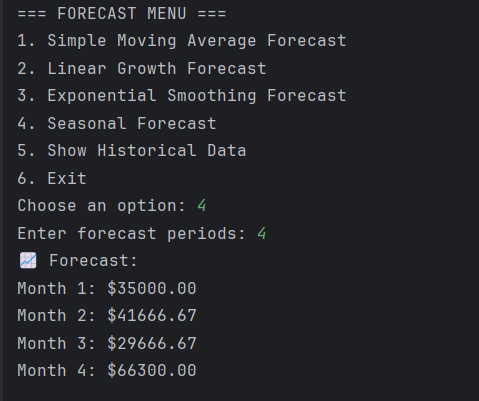 === FORECAST MENU ===
1. Simple Moving Average Forecast
2. Linear Growth Forecast
3. Exponential Smoothing Forecast
4. Seasonal Forecast
5. Show Historical Data
6. Exit
Choose an option: 4
Enter forecast periods: 4
📈 Forecast:
Month 1: $35000.00
Month 2: $41666.67
Month 3: $29666.67
Month 4: $66300.00